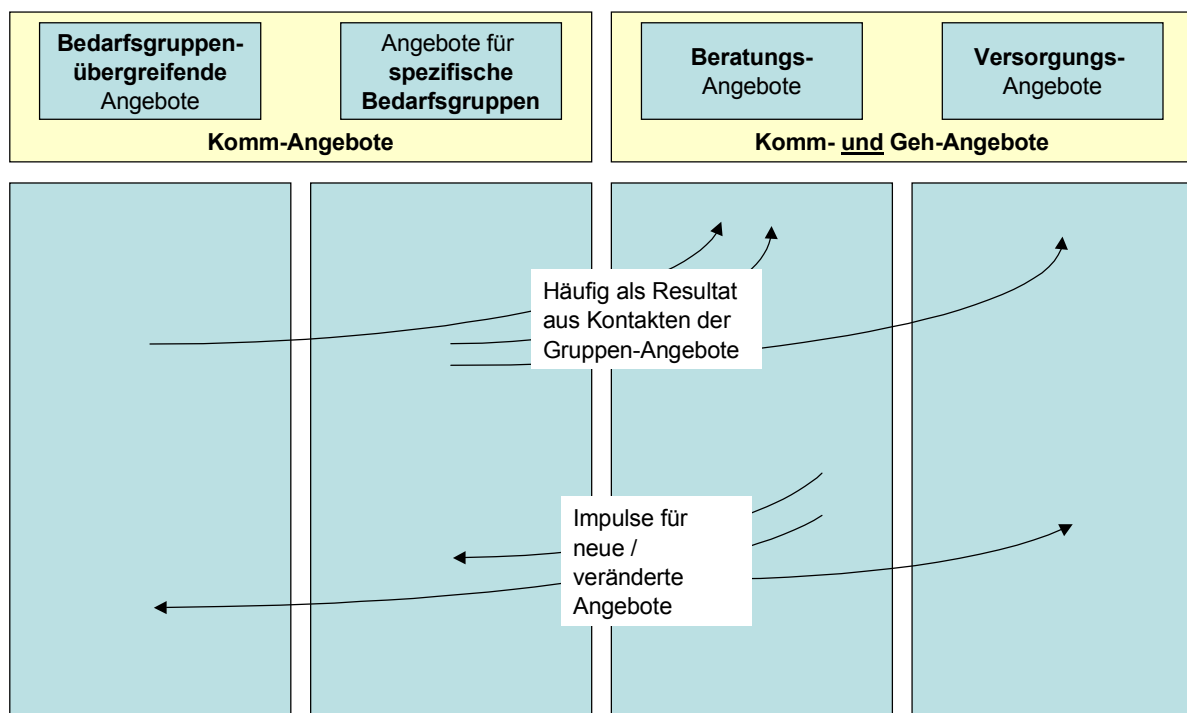 Bedarfsgruppen-
übergreifende
Angebote
Angebote für
spezifische
Bedarfsgruppen
Komm-Angebote
Beratungs-
Angebote
Versorgungs-
Angebote
Komm- und Geh-Angebote
Häufig als Resultat
aus Kontakten der
Gruppen-Angebote
Impulse für
neue /
veränderte
Angebote